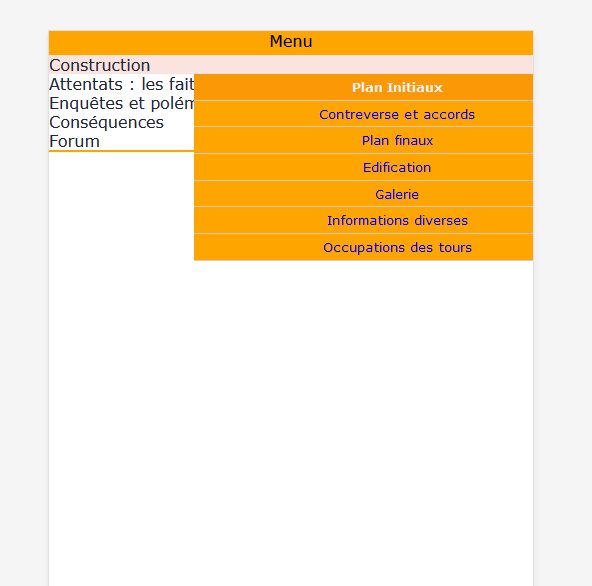 Menu
Construction
Attentats : les fait
Enquêtes et polém
Conséquences
Forum
Plan Initiaux
Contreverse et accords
Plan finaux
Edification
Galerie
Informations diverses
Occupations des tours